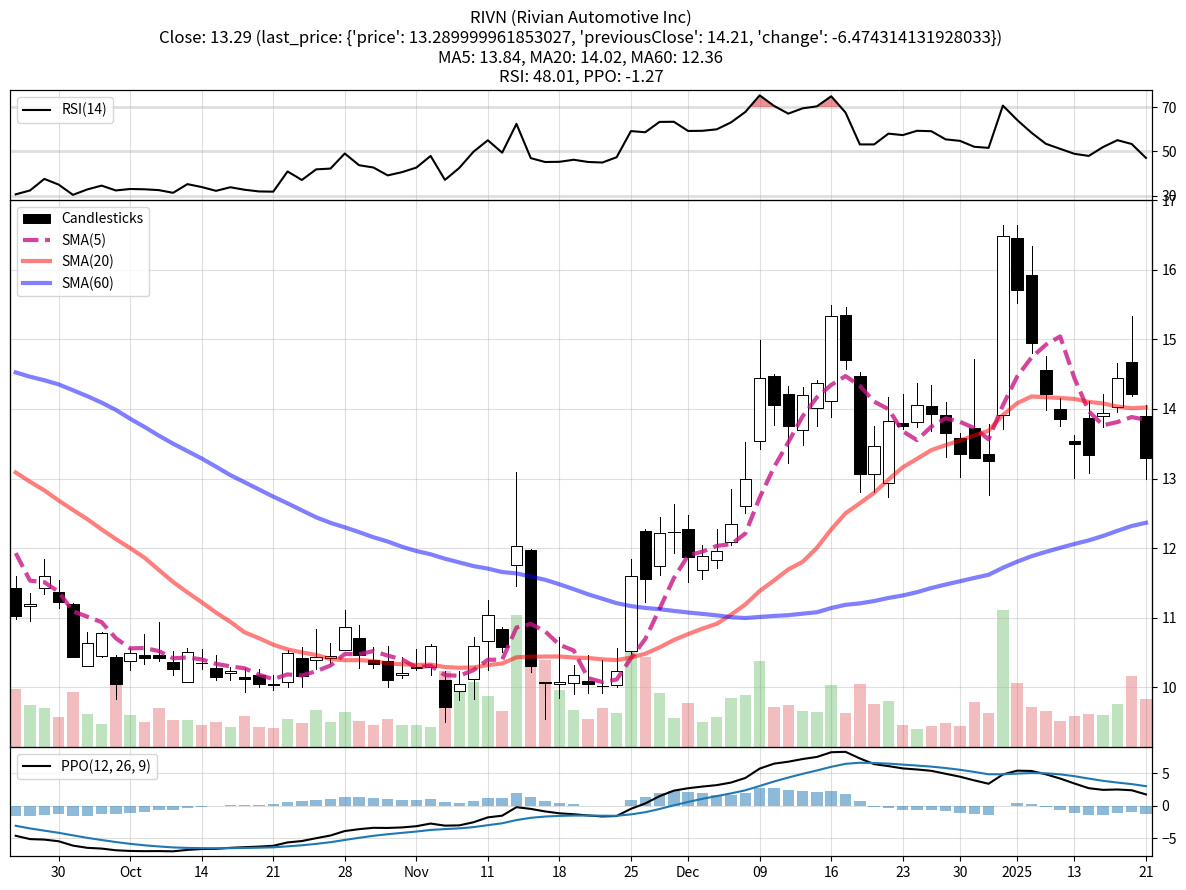 RIVN (Rivian Automotive Inc)
Close: 13.29 (last_price: {'price': 13.289999961853027, 'previousClose': 14.21, 'change': -6.474314131928033})
MA5: 13.84, MA20: 14.02, MA60: 12.36
RSI: 48.01, PPO: -1.27
RSI(14)
70
50
30
17
Candlesticks
SMA(5)
SMA(20)
SMA(60)
16
15
14
13
12
11
10
PPO(12, 26, 9)
5
0
−5
30 Oct 14 21 28 Nov 11 18 25 Dec 09 16 23 30 2025 13 21